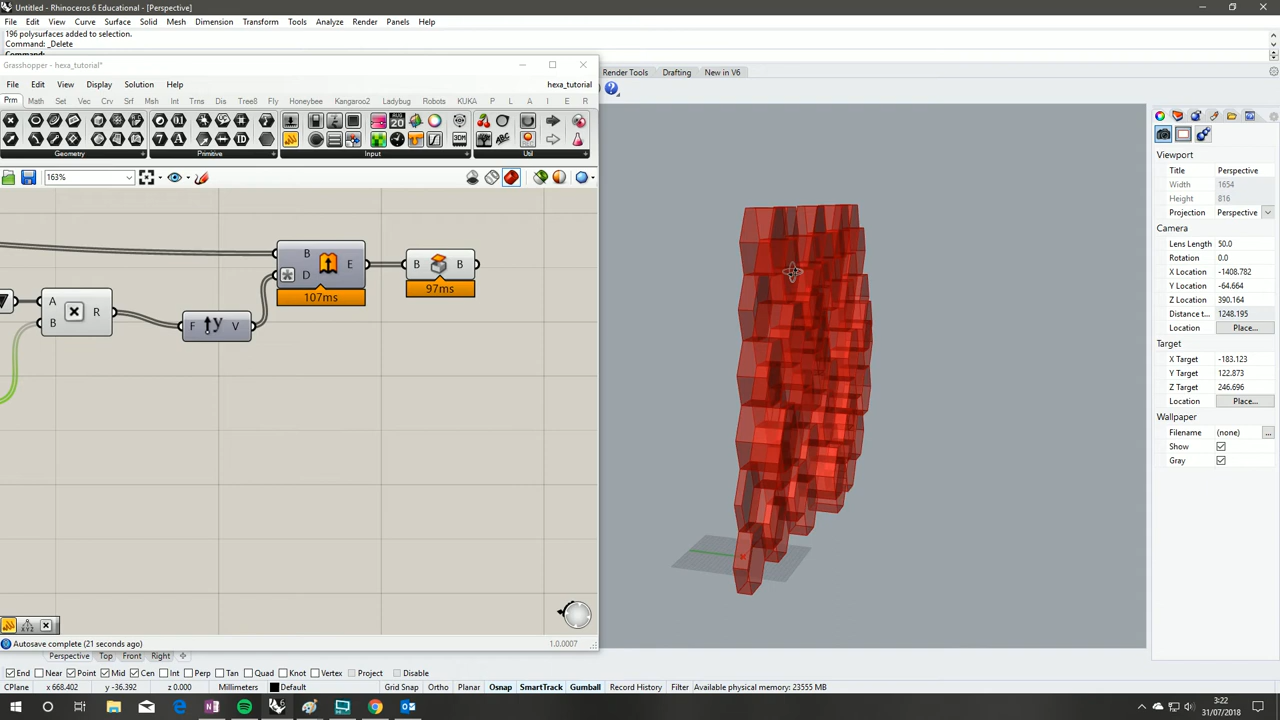 Untitled - Rhinoceros 6 Educational - [Perspective]
File Edit View Curve Surface Solid Mesh Dimension Transform Tools Analyze Render Panels Help
196 polysurfaces added to selection.
Command: _Delete
Command:
Grasshopper - hexa_tutorial*
Render Tools Drafting New in V6
File Edit View Display Solution Help hexa_tutorial
Prm Math Set Vec Crv Srf Msh Int Trns Dis Tree8 Fly Honeybee Kangaroo2 Ladybug Robots KUKA P L A I E R
Geometry Primitive Input Util
163%
Viewport
Title Perspective
Width 1654
Height 816
Projection Perspective
Camera
Lens Length 50.0
Rotation 0.0
X Location -1408.782
Y Location -64.664
Z Location 390.164
Distance t... 1248.195
Location Place...
Target
X Target -183.123
Y Target 122.873
Z Target 246.696
Location Place...
Wallpaper
Filename (none) ...
Show
Gray
B
D E
107ms
B B
97ms
A
B R
F y V
Autosave complete (21 seconds ago) 1.0.0007
Perspective Top Front Right
End Near Point Mid Cen Int Perp Tan Quad Knot Vertex Project Disable
CPlane x 668.402 y -36.392 z 0.000 Millimeters Default Grid Snap Ortho Planar Osnap SmartTrack Gumball Record History Filter Available physical memory: 23555 MB
3:22
31/07/2018